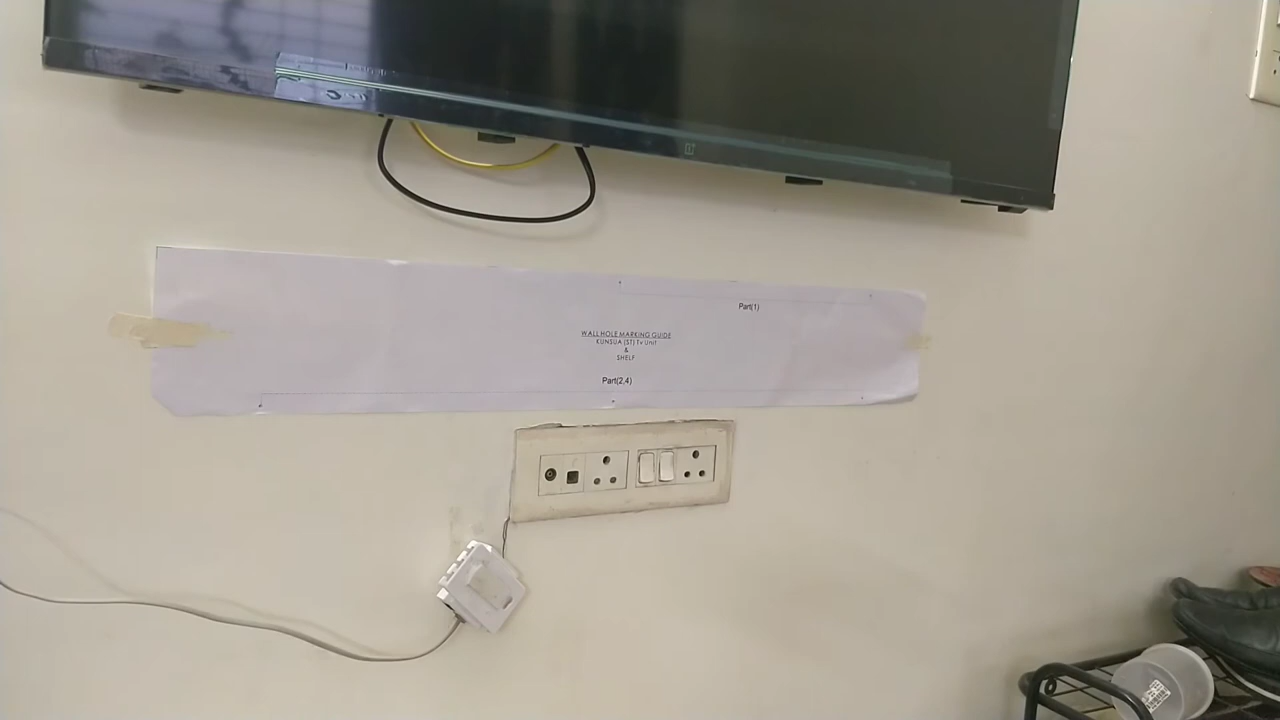 Part(1)
WALL HOLE MARKING GUIDE
KUNSUA (ST) Tv Unit
&
SHELF
Part(2,4)